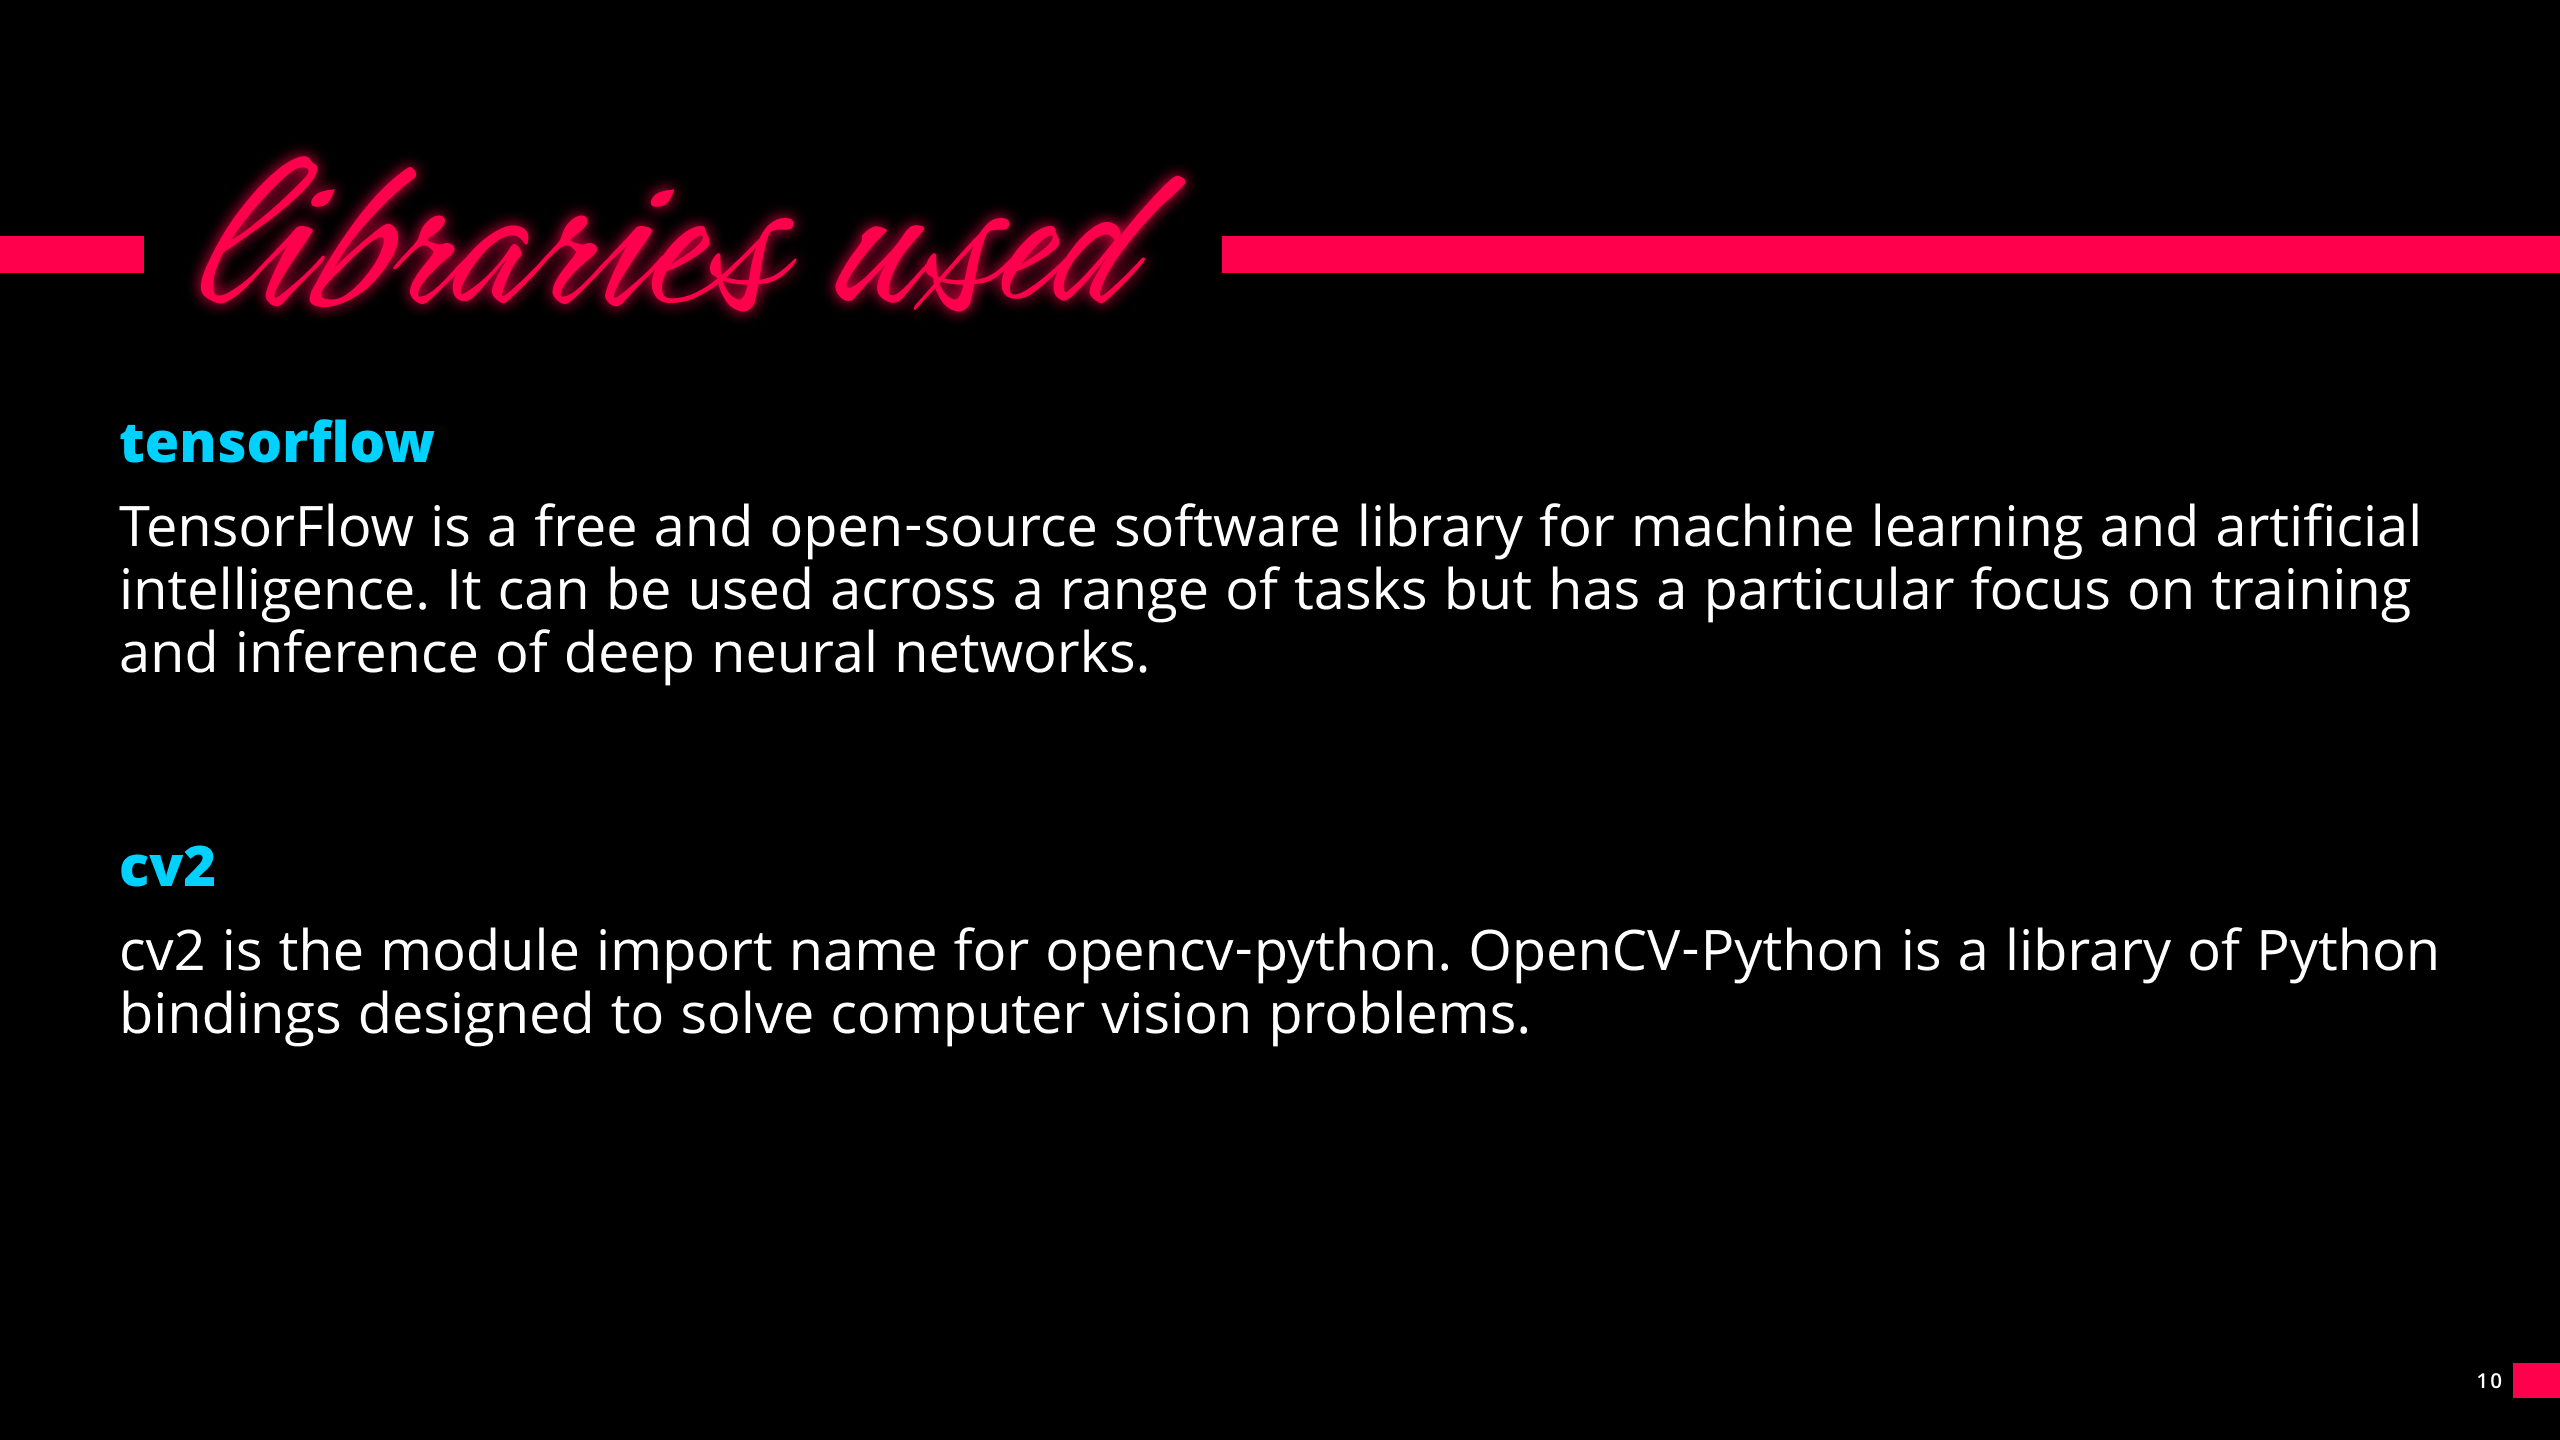 libraries used
tensorflow
TensorFlow is a free and open-source software library for machine learning and artificial
intelligence. It can be used across a range of tasks but has a particular focus on training
and inference of deep neural networks.
cv2
cv2 is the module import name for opencv-python. OpenCV-Python is a library of Python
bindings designed to solve computer vision problems.
10